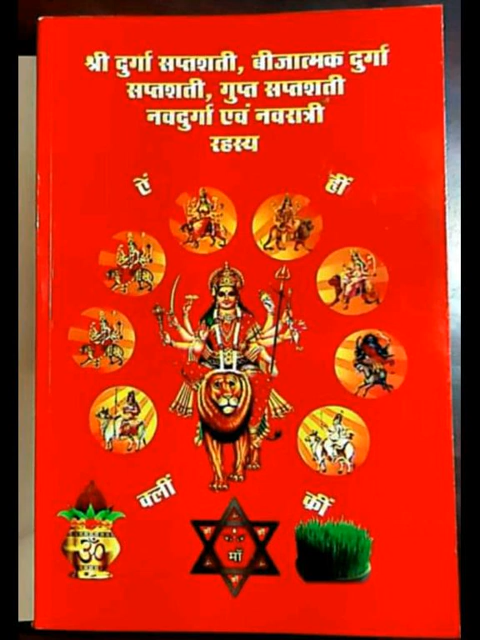 श्री दुर्गा सप्तशती, बीजात्मक दुर्गा
सप्तशती, गुप्त सप्तशती
नवदुर्गा एवं नवरात्री
रहस्य
ऐं
ह्रीं
क्लीं
क्रीं
ॐ
माँ